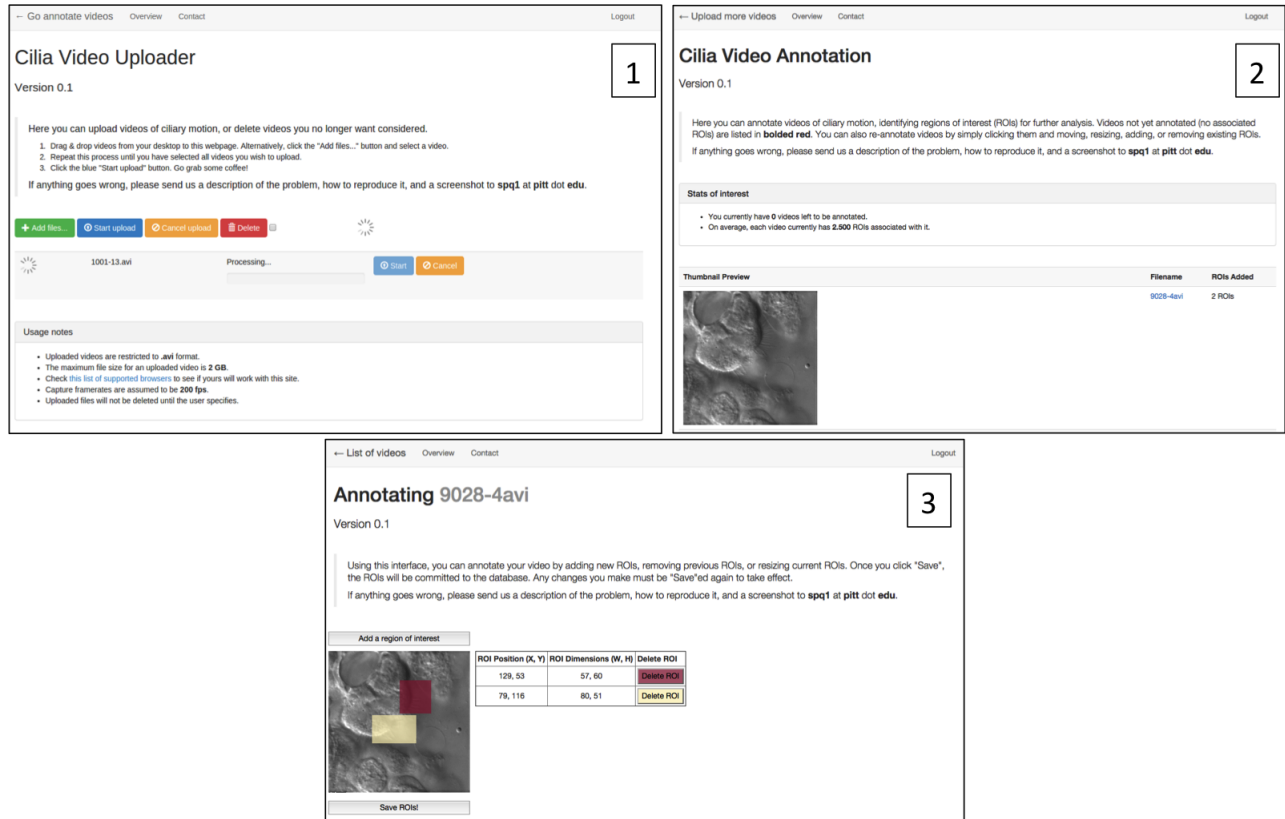 ← Go annotate videos Overview Contact Logout
Cilia Video Uploader
1
Version 0.1
Here you can upload videos of ciliary motion, or delete videos you no longer want considered.
1. Drag & drop videos from your desktop to this webpage. Alternatively, click the "Add files..." button and select a video.
2. Repeat this process until you have selected all videos you wish to upload.
3. Click the blue "Start upload" button. Go grab some coffee!
If anything goes wrong, please send us a description of the problem, how to reproduce it, and a screenshot to spq1 at pitt dot edu.
+ Add files... Start upload Cancel upload Delete
1001-13.avi Processing... Start Cancel
Usage notes
• Uploaded videos are restricted to .avi format.
• The maximum file size for an uploaded video is 2 GB.
• Check this list of supported browsers to see if yours will work with this site.
• Capture framerates are assumed to be 200 fps.
• Uploaded files will not be deleted until the user specifies.
← Upload more videos Overview Contact Logout
Cilia Video Annotation
2
Version 0.1
Here you can annotate videos of ciliary motion, identifying regions of interest (ROIs) for further analysis. Videos not yet annotated (no associated
ROIs) are listed in bolded red. You can also re-annotate videos by simply clicking them and moving, resizing, adding, or removing existing ROIs.
If anything goes wrong, please send us a description of the problem, how to reproduce it, and a screenshot to spq1 at pitt dot edu.
Stats of interest
• You currently have 0 videos left to be annotated.
• On average, each video currently has 2.500 ROIs associated with it.
Thumbnail Preview Filename ROIs Added
9028-4avi 2 ROIs
← List of videos Overview Contact Logout
Annotating 9028-4avi
3
Version 0.1
Using this interface, you can annotate your video by adding new ROIs, removing previous ROIs, or resizing current ROIs. Once you click "Save",
the ROIs will be committed to the database. Any changes you make must be "Save"ed again to take effect.
If anything goes wrong, please send us a description of the problem, how to reproduce it, and a screenshot to spq1 at pitt dot edu.
Add a region of interest
ROI Position (X, Y) ROI Dimensions (W, H) Delete ROI
129, 53 57, 60 Delete ROI
79, 116 80, 51 Delete ROI
Save ROIs!